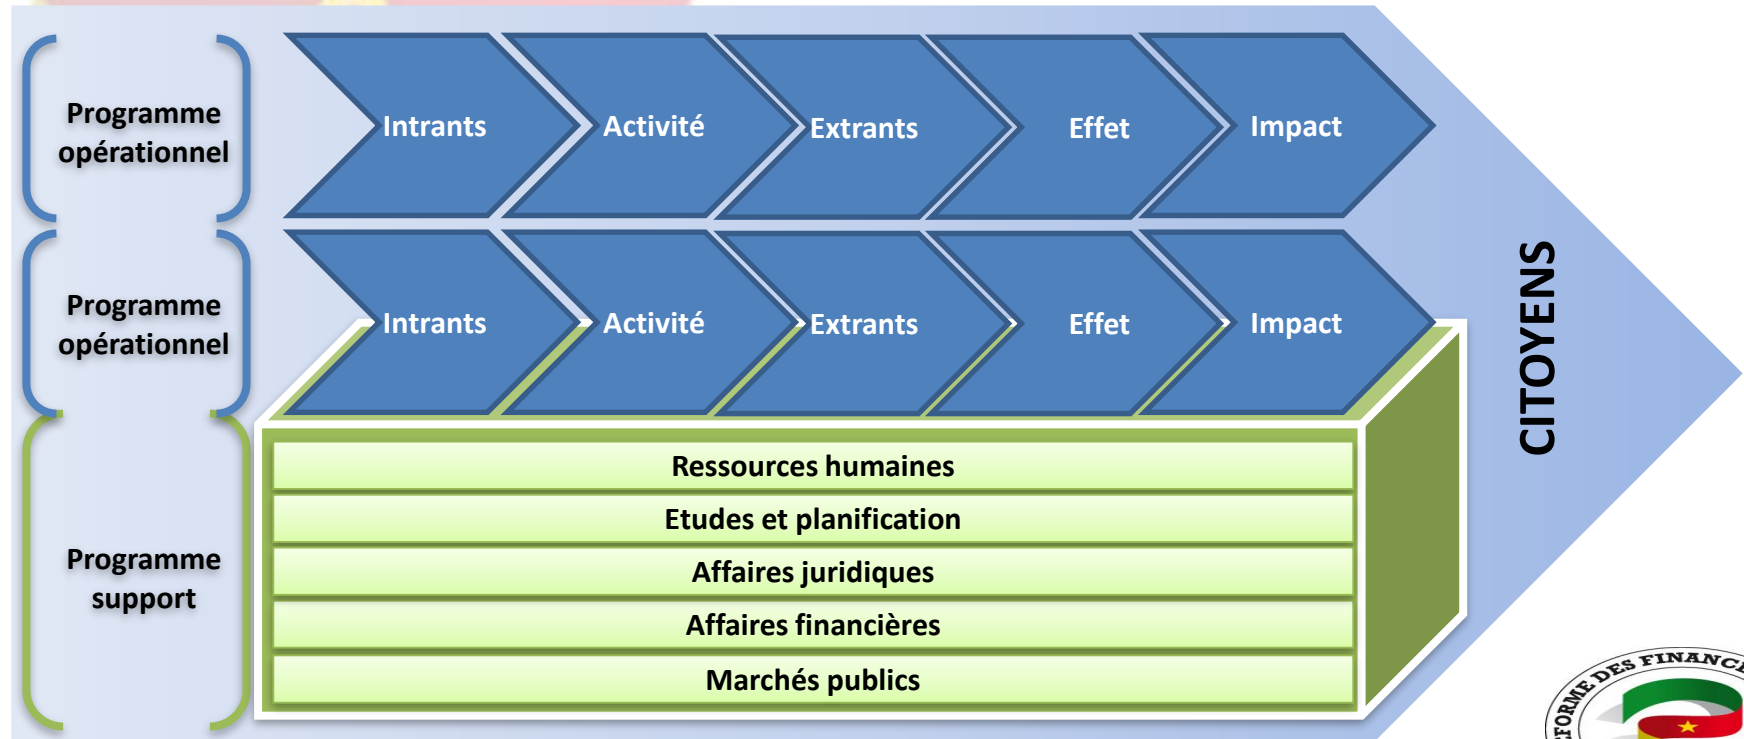 Programme
opérationnel
Intrants
Activité
Extrants
Effet
Impact
Programme
opérationnel
Intrants
Activité
Extrants
Effet
Impact
CITOYENS
Programme
support
Ressources humaines
Etudes et planification
Affaires juridiques
Affaires financières
Marchés publics
DES